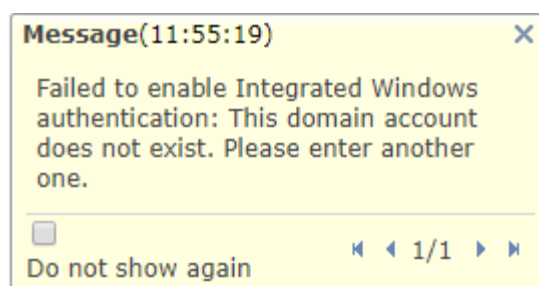 Message(11:55:19)
Failed to enable Integrated Windows
authentication: This domain account
does not exist. Please enter another
one.
1/1
Do not show again